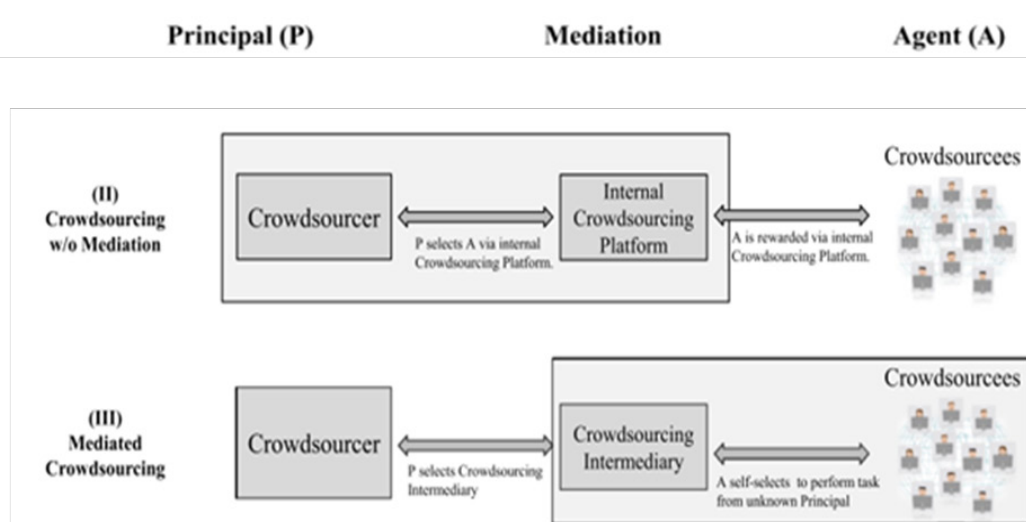 Principal (P)
Mediation
Agent (A)
(II)
Crowdsourcing
w/o Mediation
Crowdsourcer
P selects A via internal
Crowdsourcing Platform.
Internal
Crowdsourcing
Platform
A is rewarded via internal
Crowdsourcing Platform.
Crowdsourcees
(III)
Mediated
Crowdsourcing
Crowdsourcer
P selects Crowdsourcing
Intermediary
Crowdsourcing
Intermediary
A self-selects to perform task
from unknown Principal
Crowdsourcees